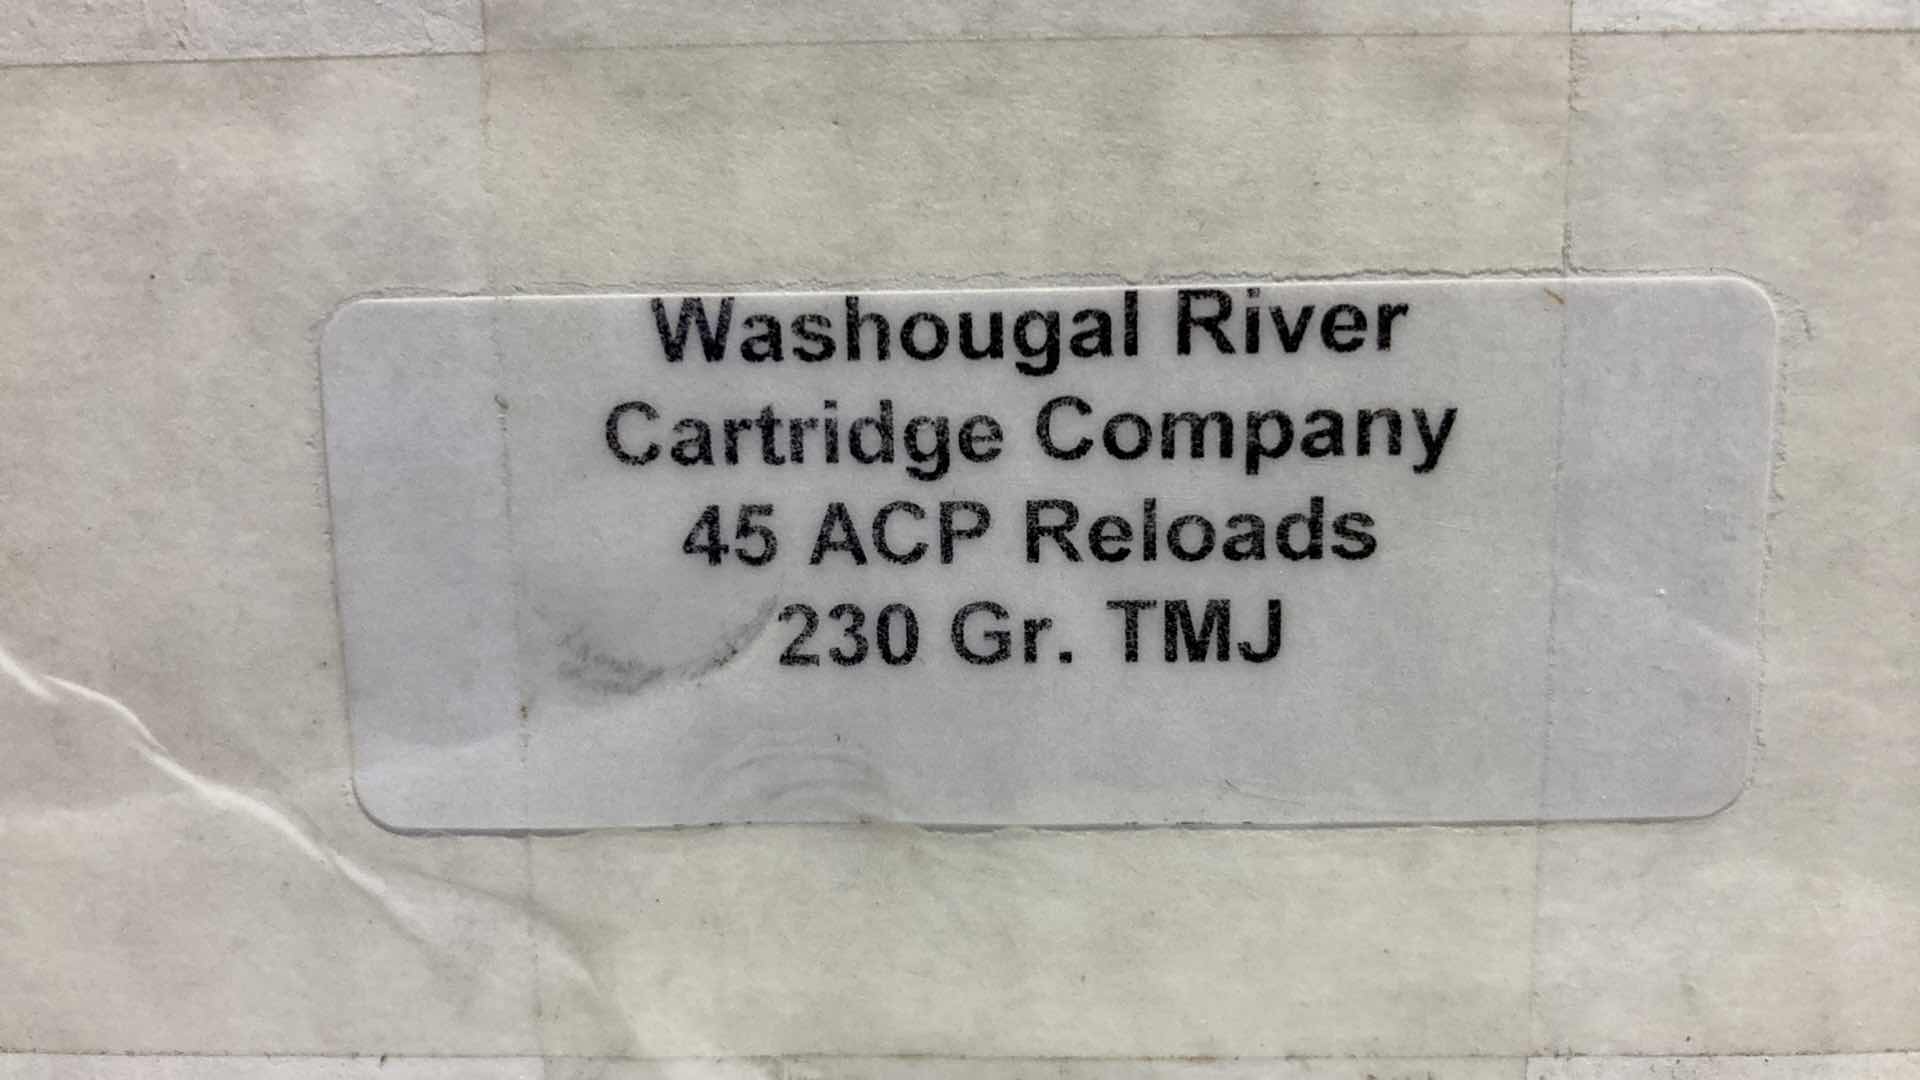 Washougal River
Cartridge Company
45 ACP Reloads
230 Gr. TMJ